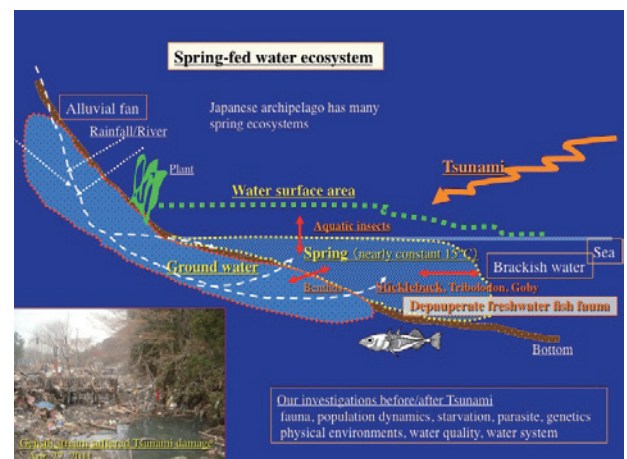 Spring-fed water ecosystem
Alluvial fan
Rainfall/River
Japanese archipelago has many
spring ecosystems
Plant
Tsunami
Water surface area
Aquatic insects
Sea
Spring (nearly constant 15°C)
Ground water
Brackish water
Benthos
Stickleback, Tribolodon, Goby
Depauperate freshwater fish fauna
Bottom
Our investigations before/after Tsunami
fauna, population dynamics, starvation, parasite, genetics
physical environments, water quality, water system
stream suffered Tsunami damage
2011